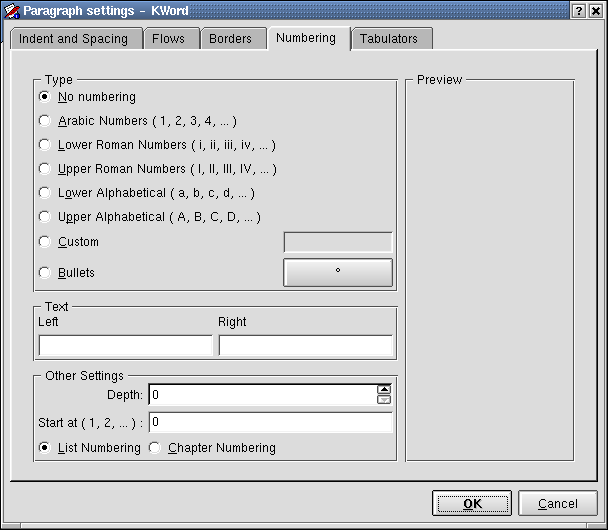 Paragraph settings - KWord
Indent and Spacing Flows Borders Numbering Tabulators
Type
No numbering
Arabic Numbers ( 1, 2, 3, 4, ... )
Lower Roman Numbers ( i, ii, iii, iv, ... )
Upper Roman Numbers ( I, II, III, IV, ... )
Lower Alphabetical ( a, b, c, d, ... )
Upper Alphabetical ( A, B, C, D, ... )
Custom
Bullets
Preview
Text
Left Right
Other Settings
Depth: 0
Start at ( 1, 2, ... ) : 0
List Numbering Chapter Numbering
OK Cancel